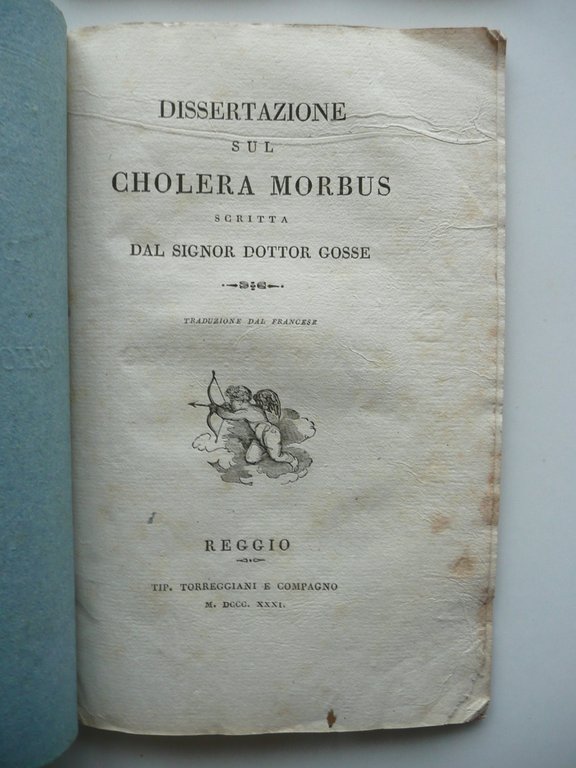 DISSERTAZIONE
SUL
CHOLERA MORBUS
SCRITTA
DAL SIGNOR DOTTOR GOSSE
TRADUZIONE DAL FRANCESE
REGGIO
TIP. TORREGGIANI E COMPAGNO
M. DCCC. XXXI.